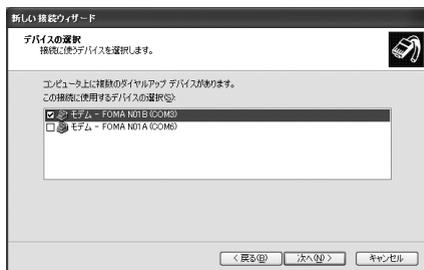 新しい接続ウィザード
デバイスの選択
接続に使うデバイスを選択します。
コンピュータ上に複数のダイヤルアップ デバイスがあります。
この接続に使用するデバイスの選択(S):
モデム - FOMA N01B (COM3)
モデム - FOMA N01A (COM6)
< 戻る(B)
次へ(N) >
キャンセル